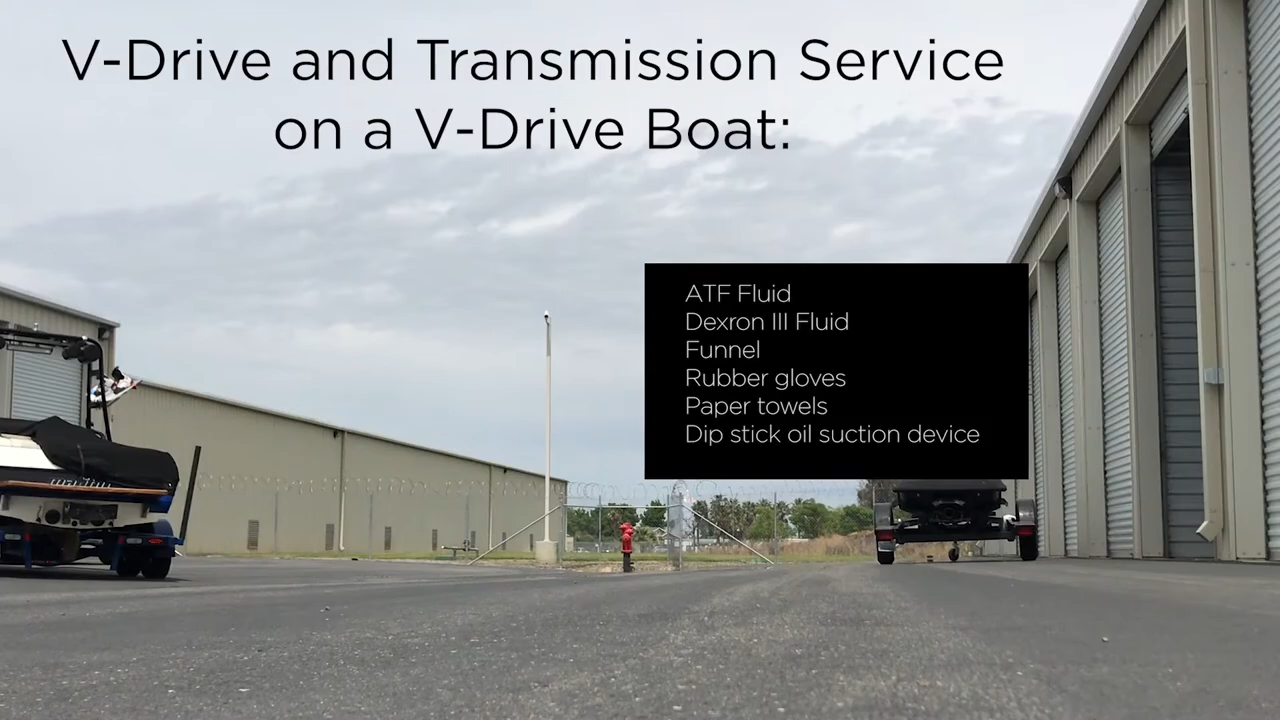 V-Drive and Transmission Service
on a V-Drive Boat:
ATF Fluid
Dexron III Fluid
Funnel
Rubber gloves
Paper towels
Dip stick oil suction device